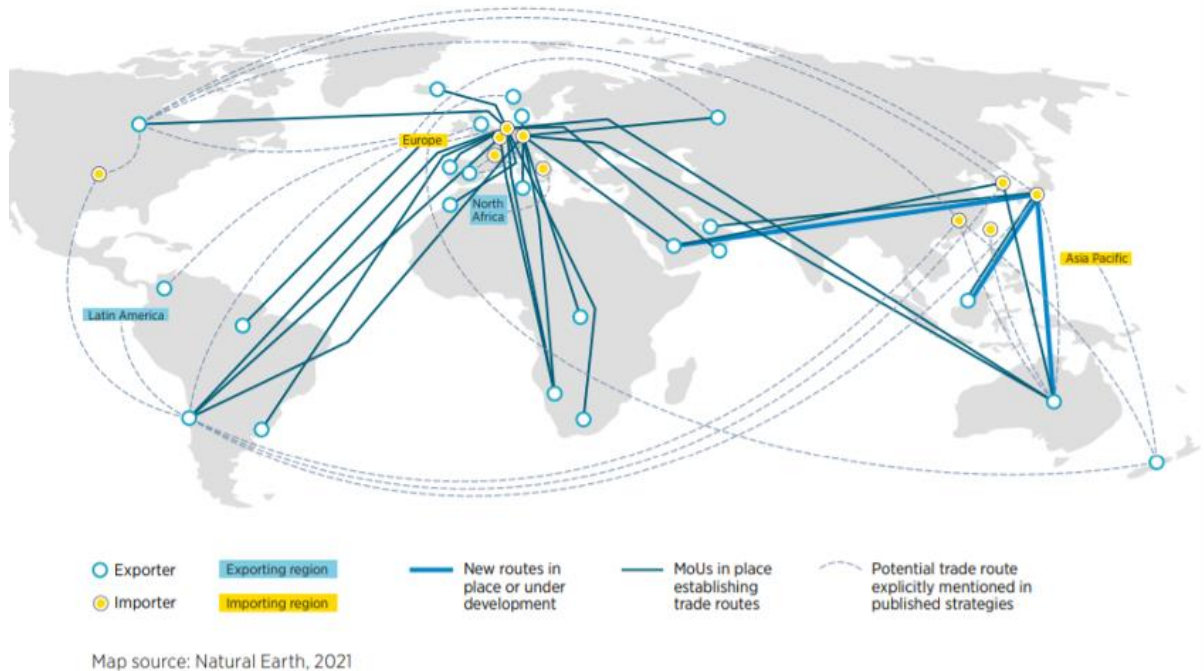 Europe
North
Africa
Asia Pacific
Latin America
Exporter
Exporting region
New routes in
place or under
development
MoUs in place
establishing
trade routes
Potential trade route
explicitly mentioned in
published strategies
Importer
Importing region
Map source: Natural Earth, 2021